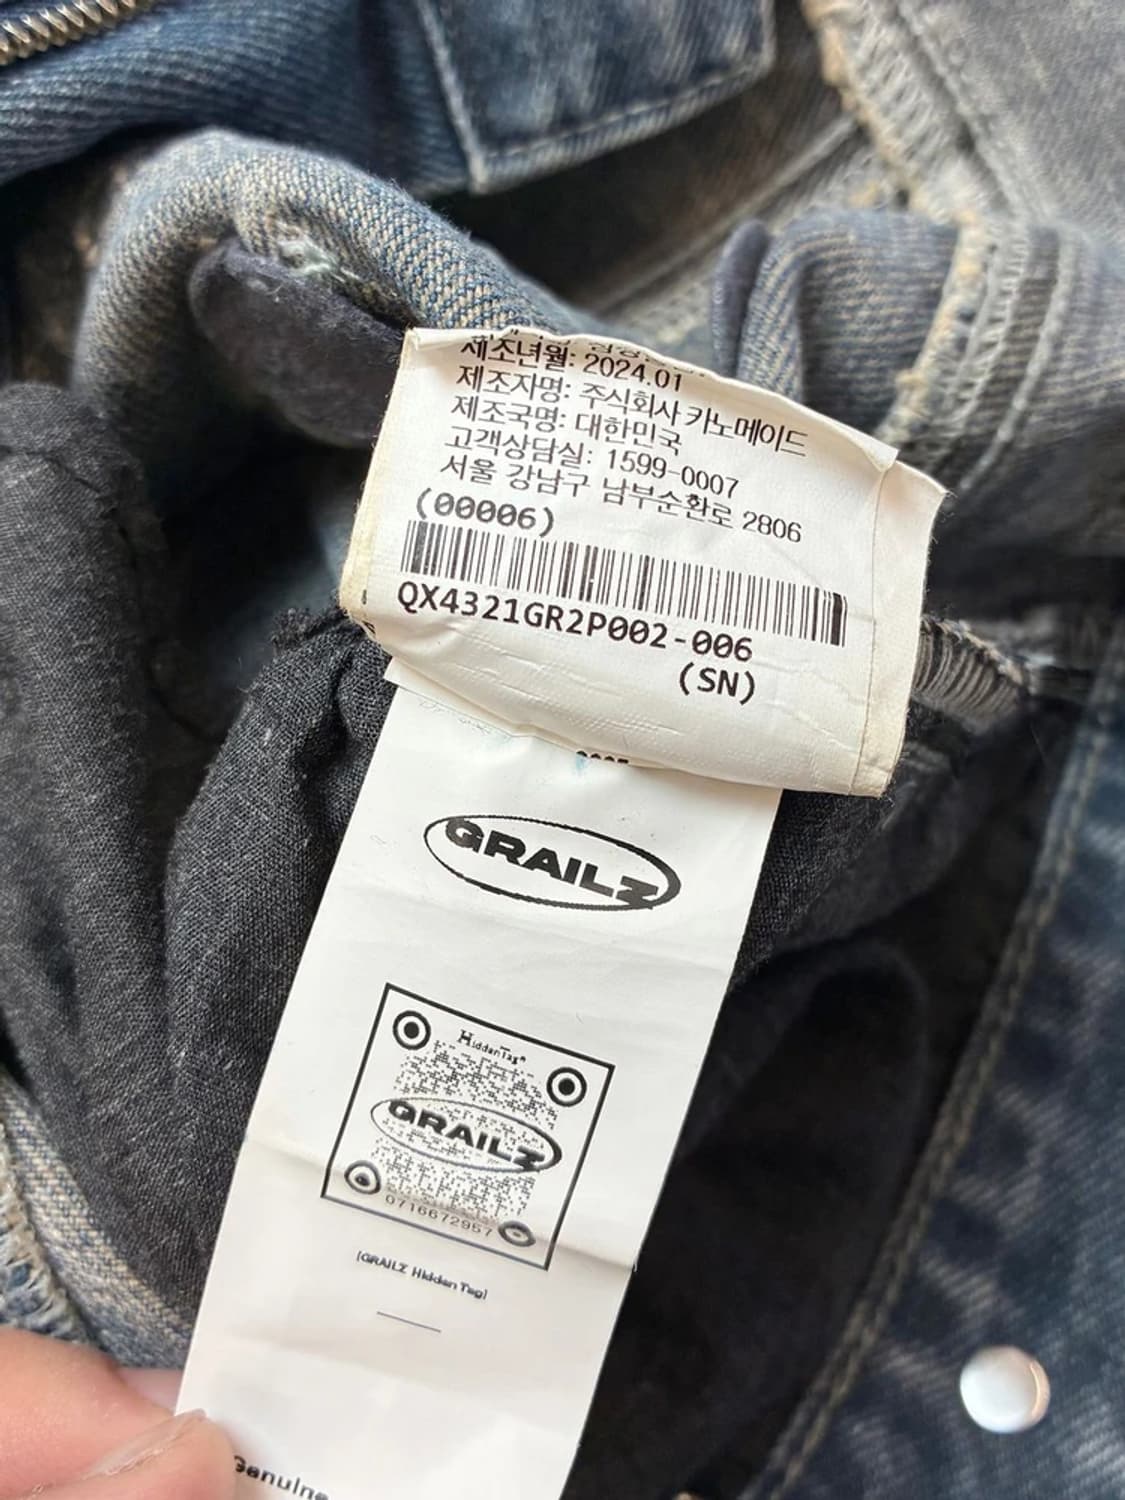 제조년월: 2024.01
제조자명: 주식회사 카노메이드
제조국명: 대한민국
고객상담실: 1599-0007
서울 강남구 남부순환로 2806
(00006)
QX4321GR2P002-006
(SN)
GRAILZ
HiddenTag®
GRAILZ
0716672957
[GRAILZ Hidden Tag]
Genuine